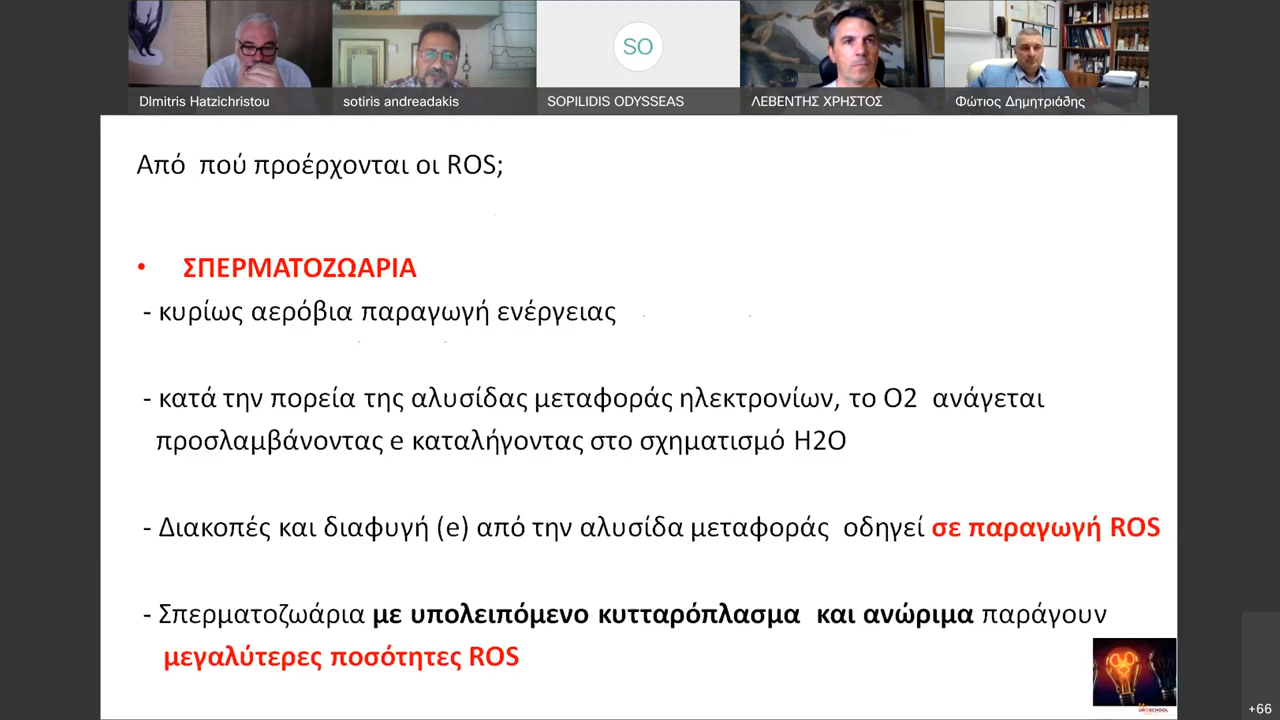 SO
DImitris Hatzichristou
sotiris andreadakis
SOPILIDIS ODYSSEAS
ΛΕΒΕΝΤΗΣ ΧΡΗΣΤΟΣ
Φώτιος Δημητριάδης
Από πού προέρχονται οι ROS;
• ΣΠΕΡΜΑΤΟΖΩΑΡΙΑ
- κυρίως αερόβια παραγωγή ενέργειας
- κατά την πορεία της αλυσίδας μεταφοράς ηλεκτρονίων, το O2 ανάγεται
προσλαμβάνοντας e καταλήγοντας στο σχηματισμό H2O
- Διακοπές και διαφυγή (e) από την αλυσίδα μεταφοράς οδηγεί σε παραγωγή ROS
- Σπερματοζωάρια με υπολειπόμενο κυτταρόπλασμα και ανώριμα παράγουν
μεγαλύτερες ποσότητες ROS
+66